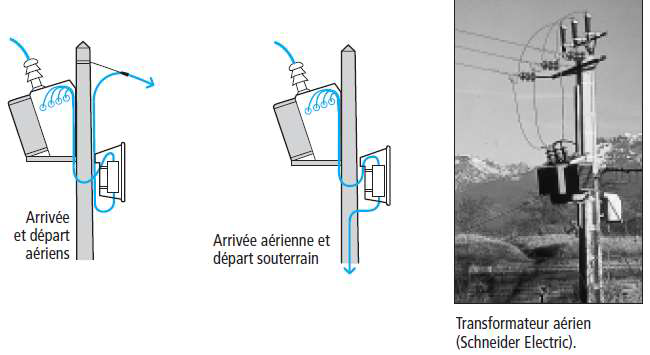 Arrivée
et départ
aériens
Arrivée aérienne et
départ souterrain
Transformateur aérien
(Schneider Electric).